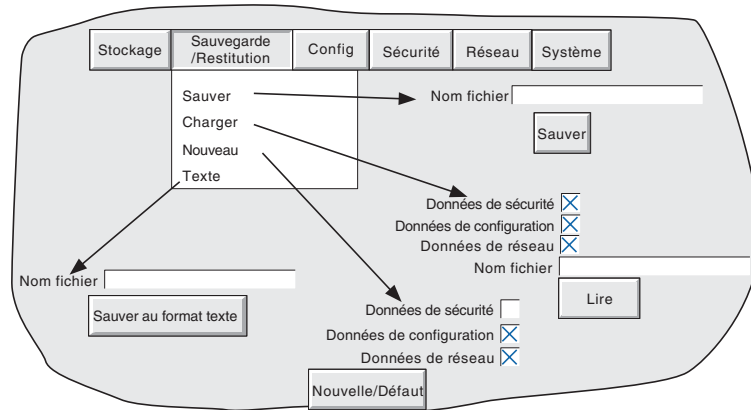 Stockage
Sauvegarde
/Restitution
Config
Sécurité
Réseau
Système
Sauver
Charger
Nouveau
Texte
Nom fichier
Sauver
Données de sécurité
Données de configuration
Données de réseau
Nom fichier
Lire
Nom fichier
Sauver au format texte
Données de sécurité
Données de configuration
Données de réseau
Nouvelle/Défaut